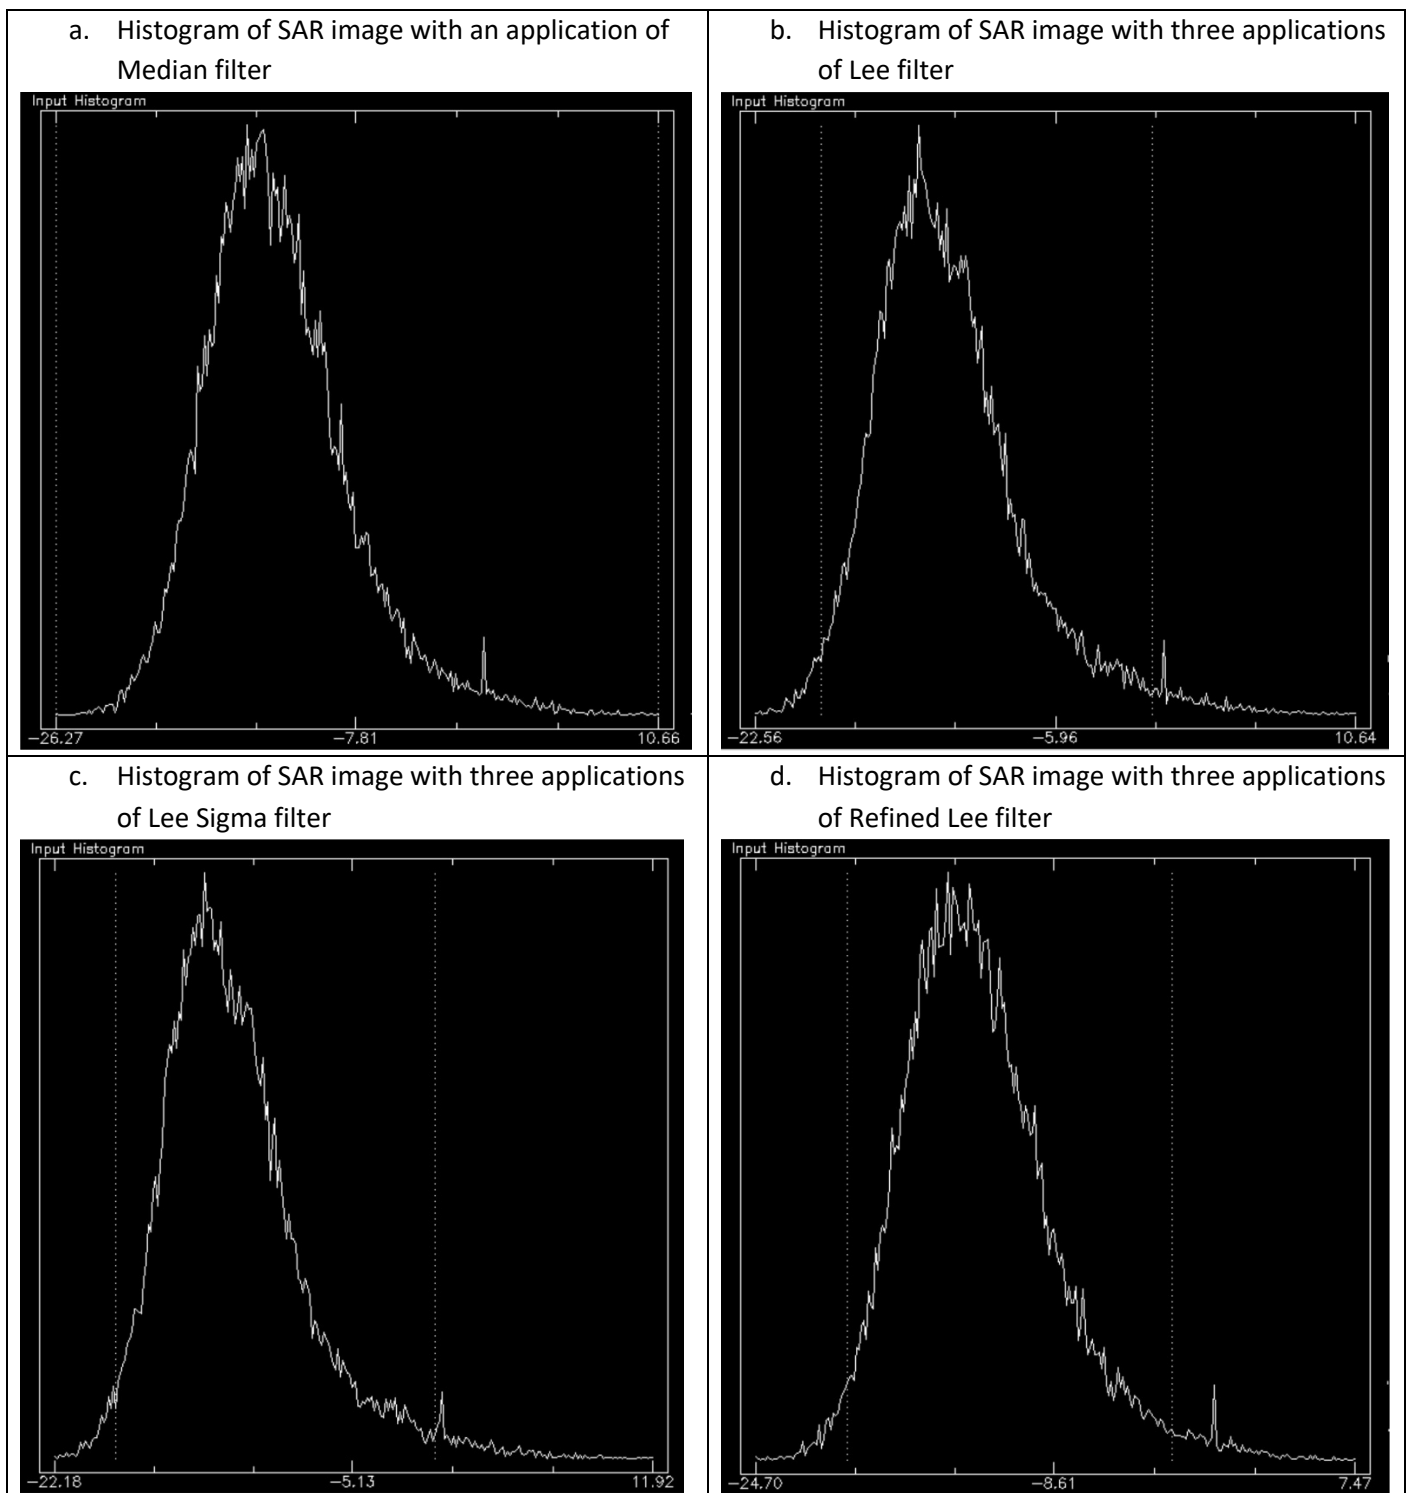 a. Histogram of SAR image with an application of
Median filter
Input Histogram
-26.27 -7.81 10.66
b. Histogram of SAR image with three applications
of Lee filter
Input Histogram
-22.56 -5.96 10.64
c. Histogram of SAR image with three applications
of Lee Sigma filter
Input Histogram
-22.18 -5.13 11.92
d. Histogram of SAR image with three applications
of Refined Lee filter
Input Histogram
-24.70 -8.61 7.47